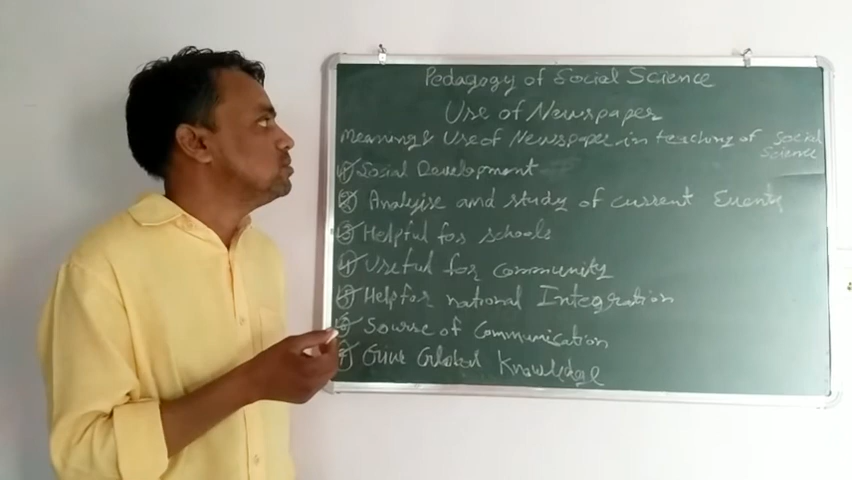 Pedagogy of Social Science
Use of Newspaper
Meaning & Use of Newspaper in teaching of Social Science
1) Social Development
2) Analyise and study of current Events
3) Helpful for schools
4) Useful for community
5) Help for national Integration
6) Sourse of Communication
7) Give Global Knowledge